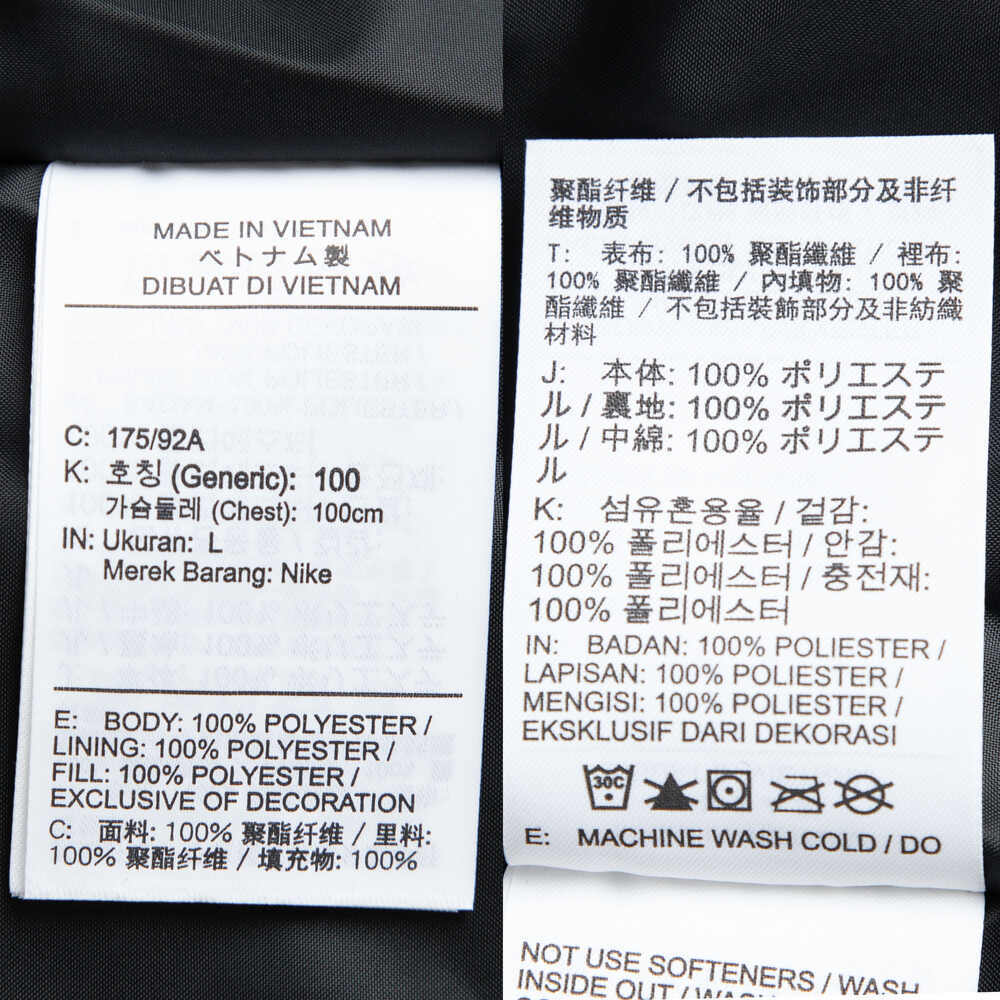 MADE IN VIETNAM
ベトナム製
DIBUAT DI VIETNAM
C: 175/92A
K: 호칭 (Generic): 100
가슴둘레 (Chest): 100cm
IN: Ukuran: L
Merek Barang: Nike
E: BODY: 100% POLYESTER /
LINING: 100% POLYESTER /
FILL: 100% POLYESTER /
EXCLUSIVE OF DECORATION
C: 面料: 100% 聚酯纤维 / 里料:
100% 聚酯纤维 / 填充物: 100%
聚酯纤维 / 不包括装饰部分及非纤
维物质
T: 表布: 100% 聚酯纖維 / 裡布:
100% 聚酯纖維 / 內填物: 100% 聚
酯纖維 / 不包括裝飾部分及非紡織
材料
J: 本体: 100% ポリエステ
ル / 裏地: 100% ポリエステ
ル / 中綿: 100% ポリエステ
ル
K: 섬유혼용율 / 겉감:
100% 폴리에스터 / 안감:
100% 폴리에스터 / 충전재:
100% 폴리에스터
IN: BADAN: 100% POLIESTER /
LAPISAN: 100% POLIESTER /
MENGISI: 100% POLIESTER /
EKSKLUSIF DARI DEKORASI
30C
E: MACHINE WASH COLD / DO
NOT USE SOFTENERS / WASH
INSIDE OUT / WASH